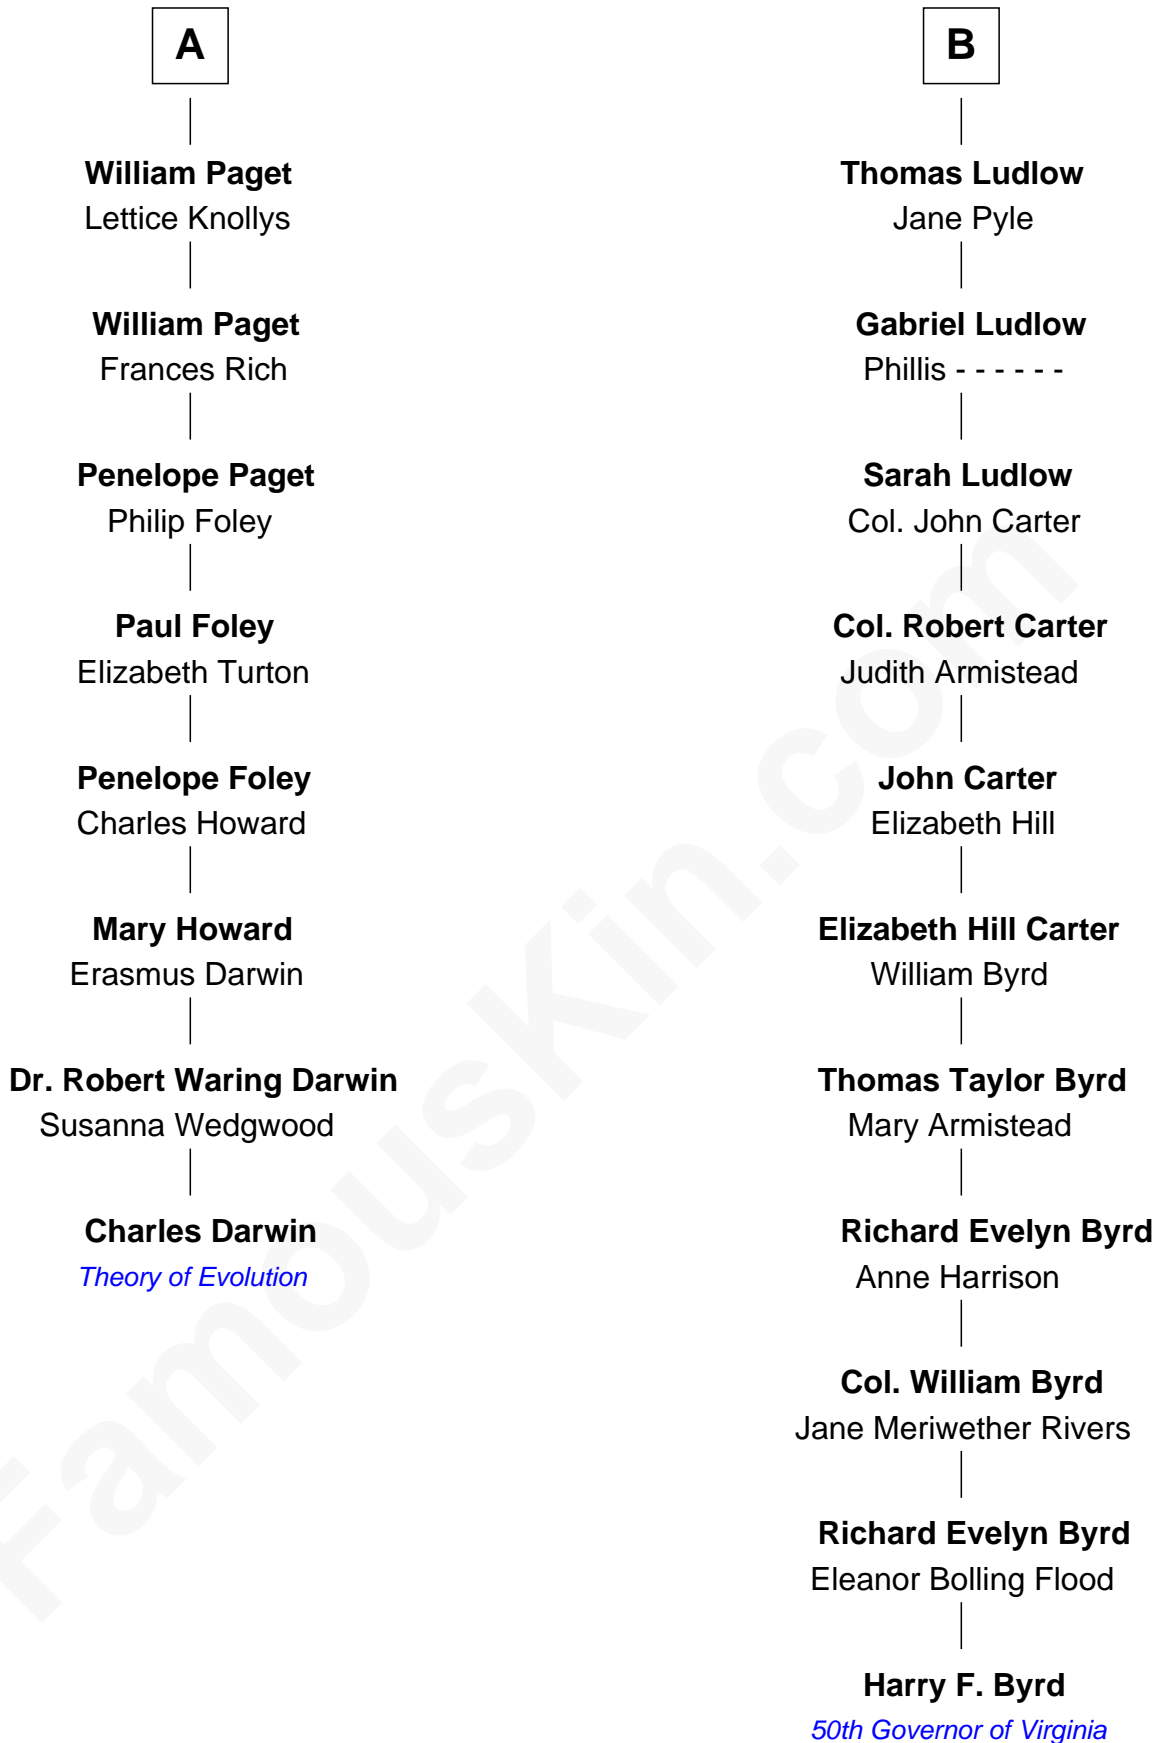 A
William Paget
Lettice Knollys
William Paget
Frances Rich
Penelope Paget
Philip Foley
Paul Foley
Elizabeth Turton
Penelope Foley
Charles Howard
Mary Howard
Erasmus Darwin
Dr. Robert Waring Darwin
Susanna Wedgwood
Charles Darwin
Theory of Evolution
B
Thomas Ludlow
Jane Pyle
Gabriel Ludlow
Phillis - - - - - -
Sarah Ludlow
Col. John Carter
Col. Robert Carter
Judith Armistead
John Carter
Elizabeth Hill
Elizabeth Hill Carter
William Byrd
Thomas Taylor Byrd
Mary Armistead
Richard Evelyn Byrd
Anne Harrison
Col. William Byrd
Jane Meriwether Rivers
Richard Evelyn Byrd
Eleanor Bolling Flood
Harry F. Byrd
50th Governor of Virginia
FamousKin.com